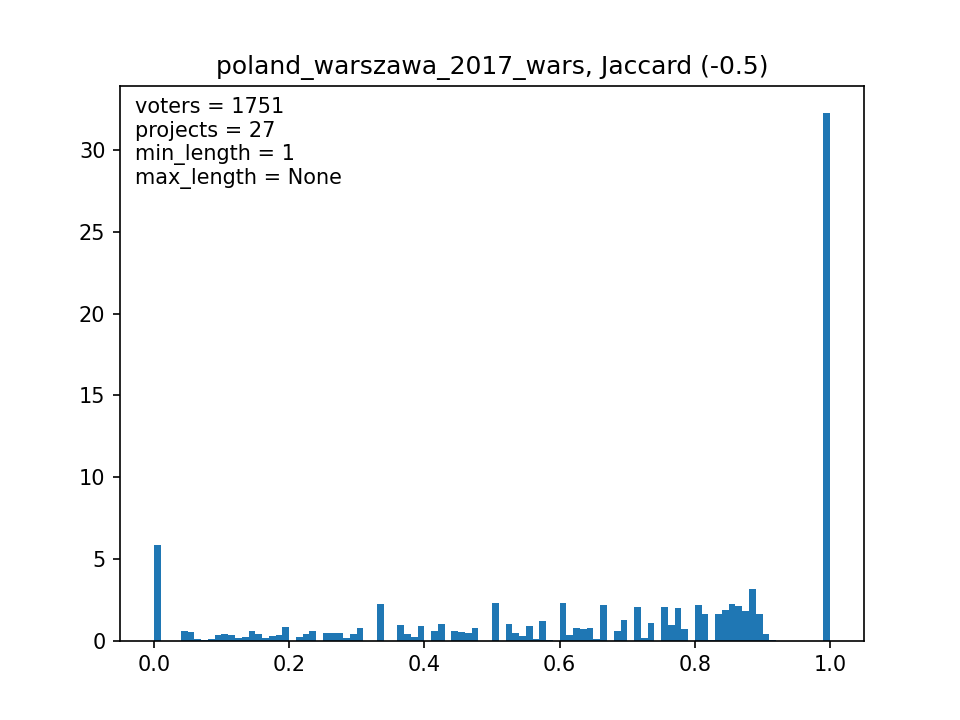 poland_warszawa_2017_wars, Jaccard (-0.5)
voters = 1751
projects = 27
min_length = 1
max_length = None
30
25
20
15
10
5
0
0.0 0.2 0.4 0.6 0.8 1.0